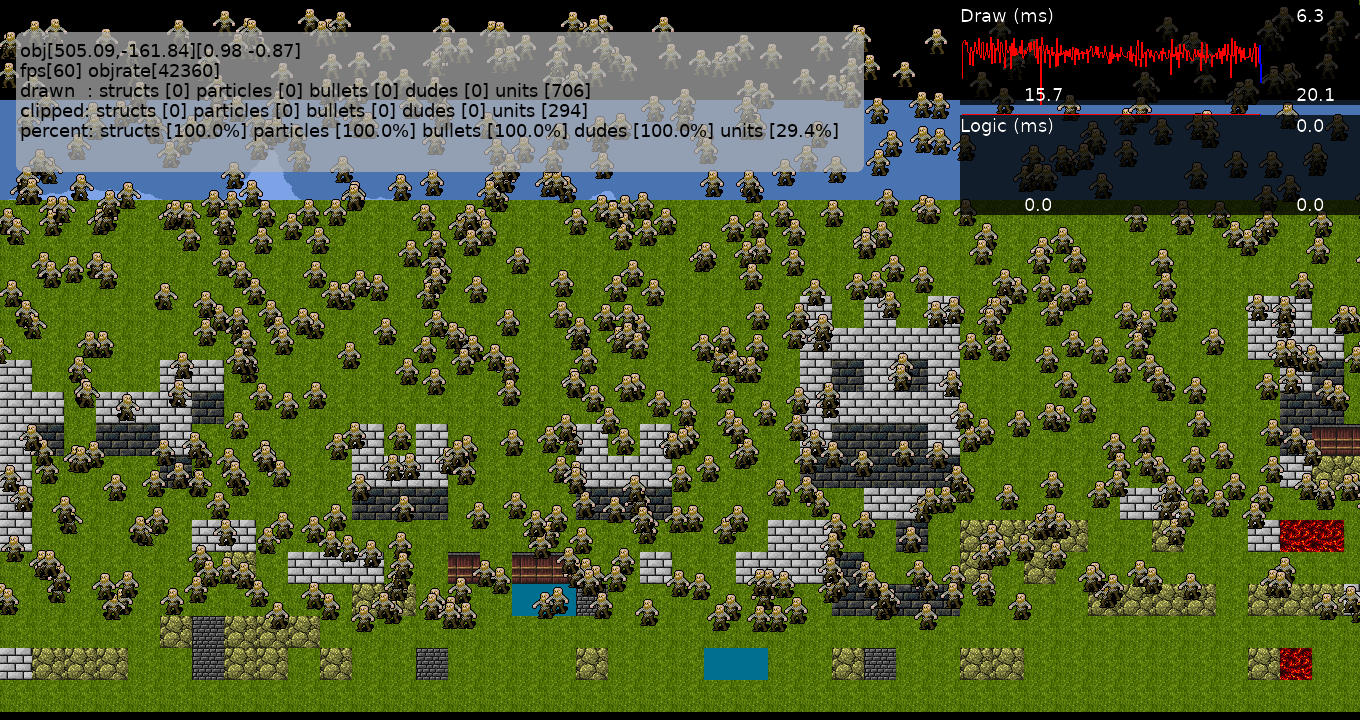 obj[505.09,-161.84][0.98 -0.87]
fps[60] objrate[42360]
drawn  : structs [0] particles [0] bullets [0] dudes [0] units [706]
clipped: structs [0] particles [0] bullets [0] dudes [0] units [294]
percent: structs [100.0%] particles [100.0%] bullets [100.0%] dudes [100.0%] units [29.4%]
Draw (ms) 6.3
15.7 20.1
Logic (ms) 0.0
0.0 0.0